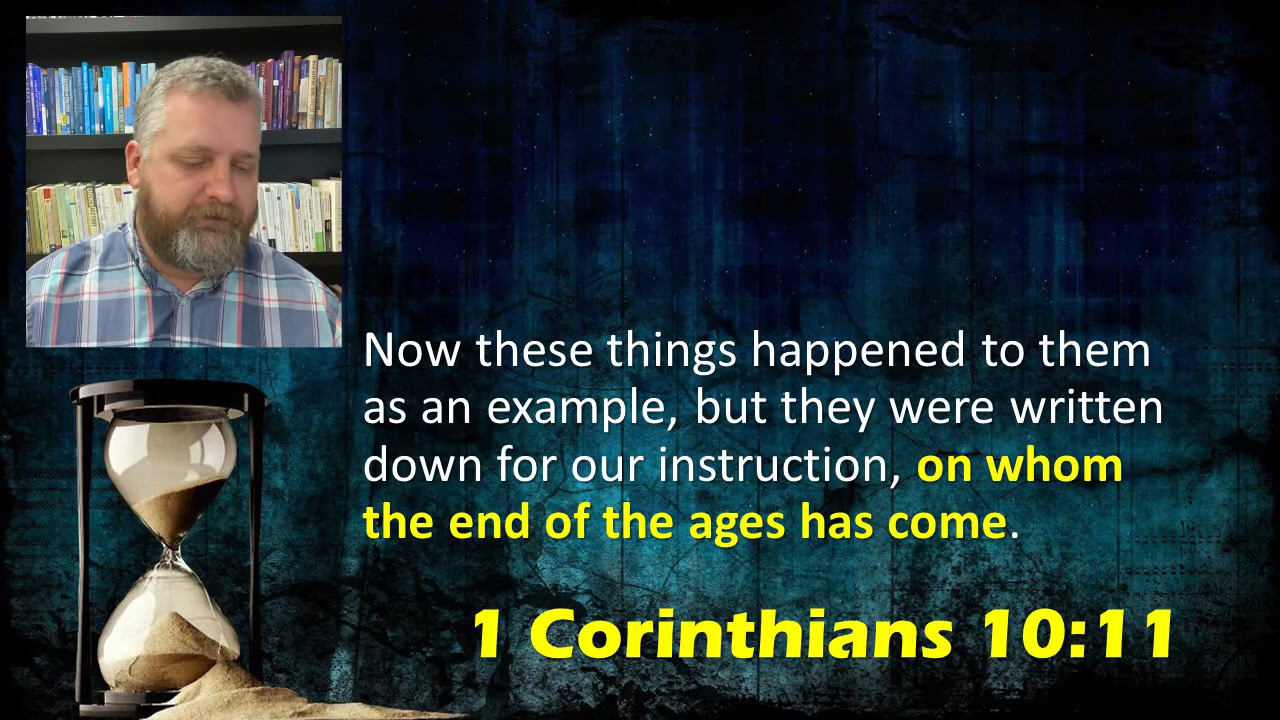 Now these things happened to them
as an example, but they were written
down for our instruction, on whom
the end of the ages has come.
1 Corinthians 10:11